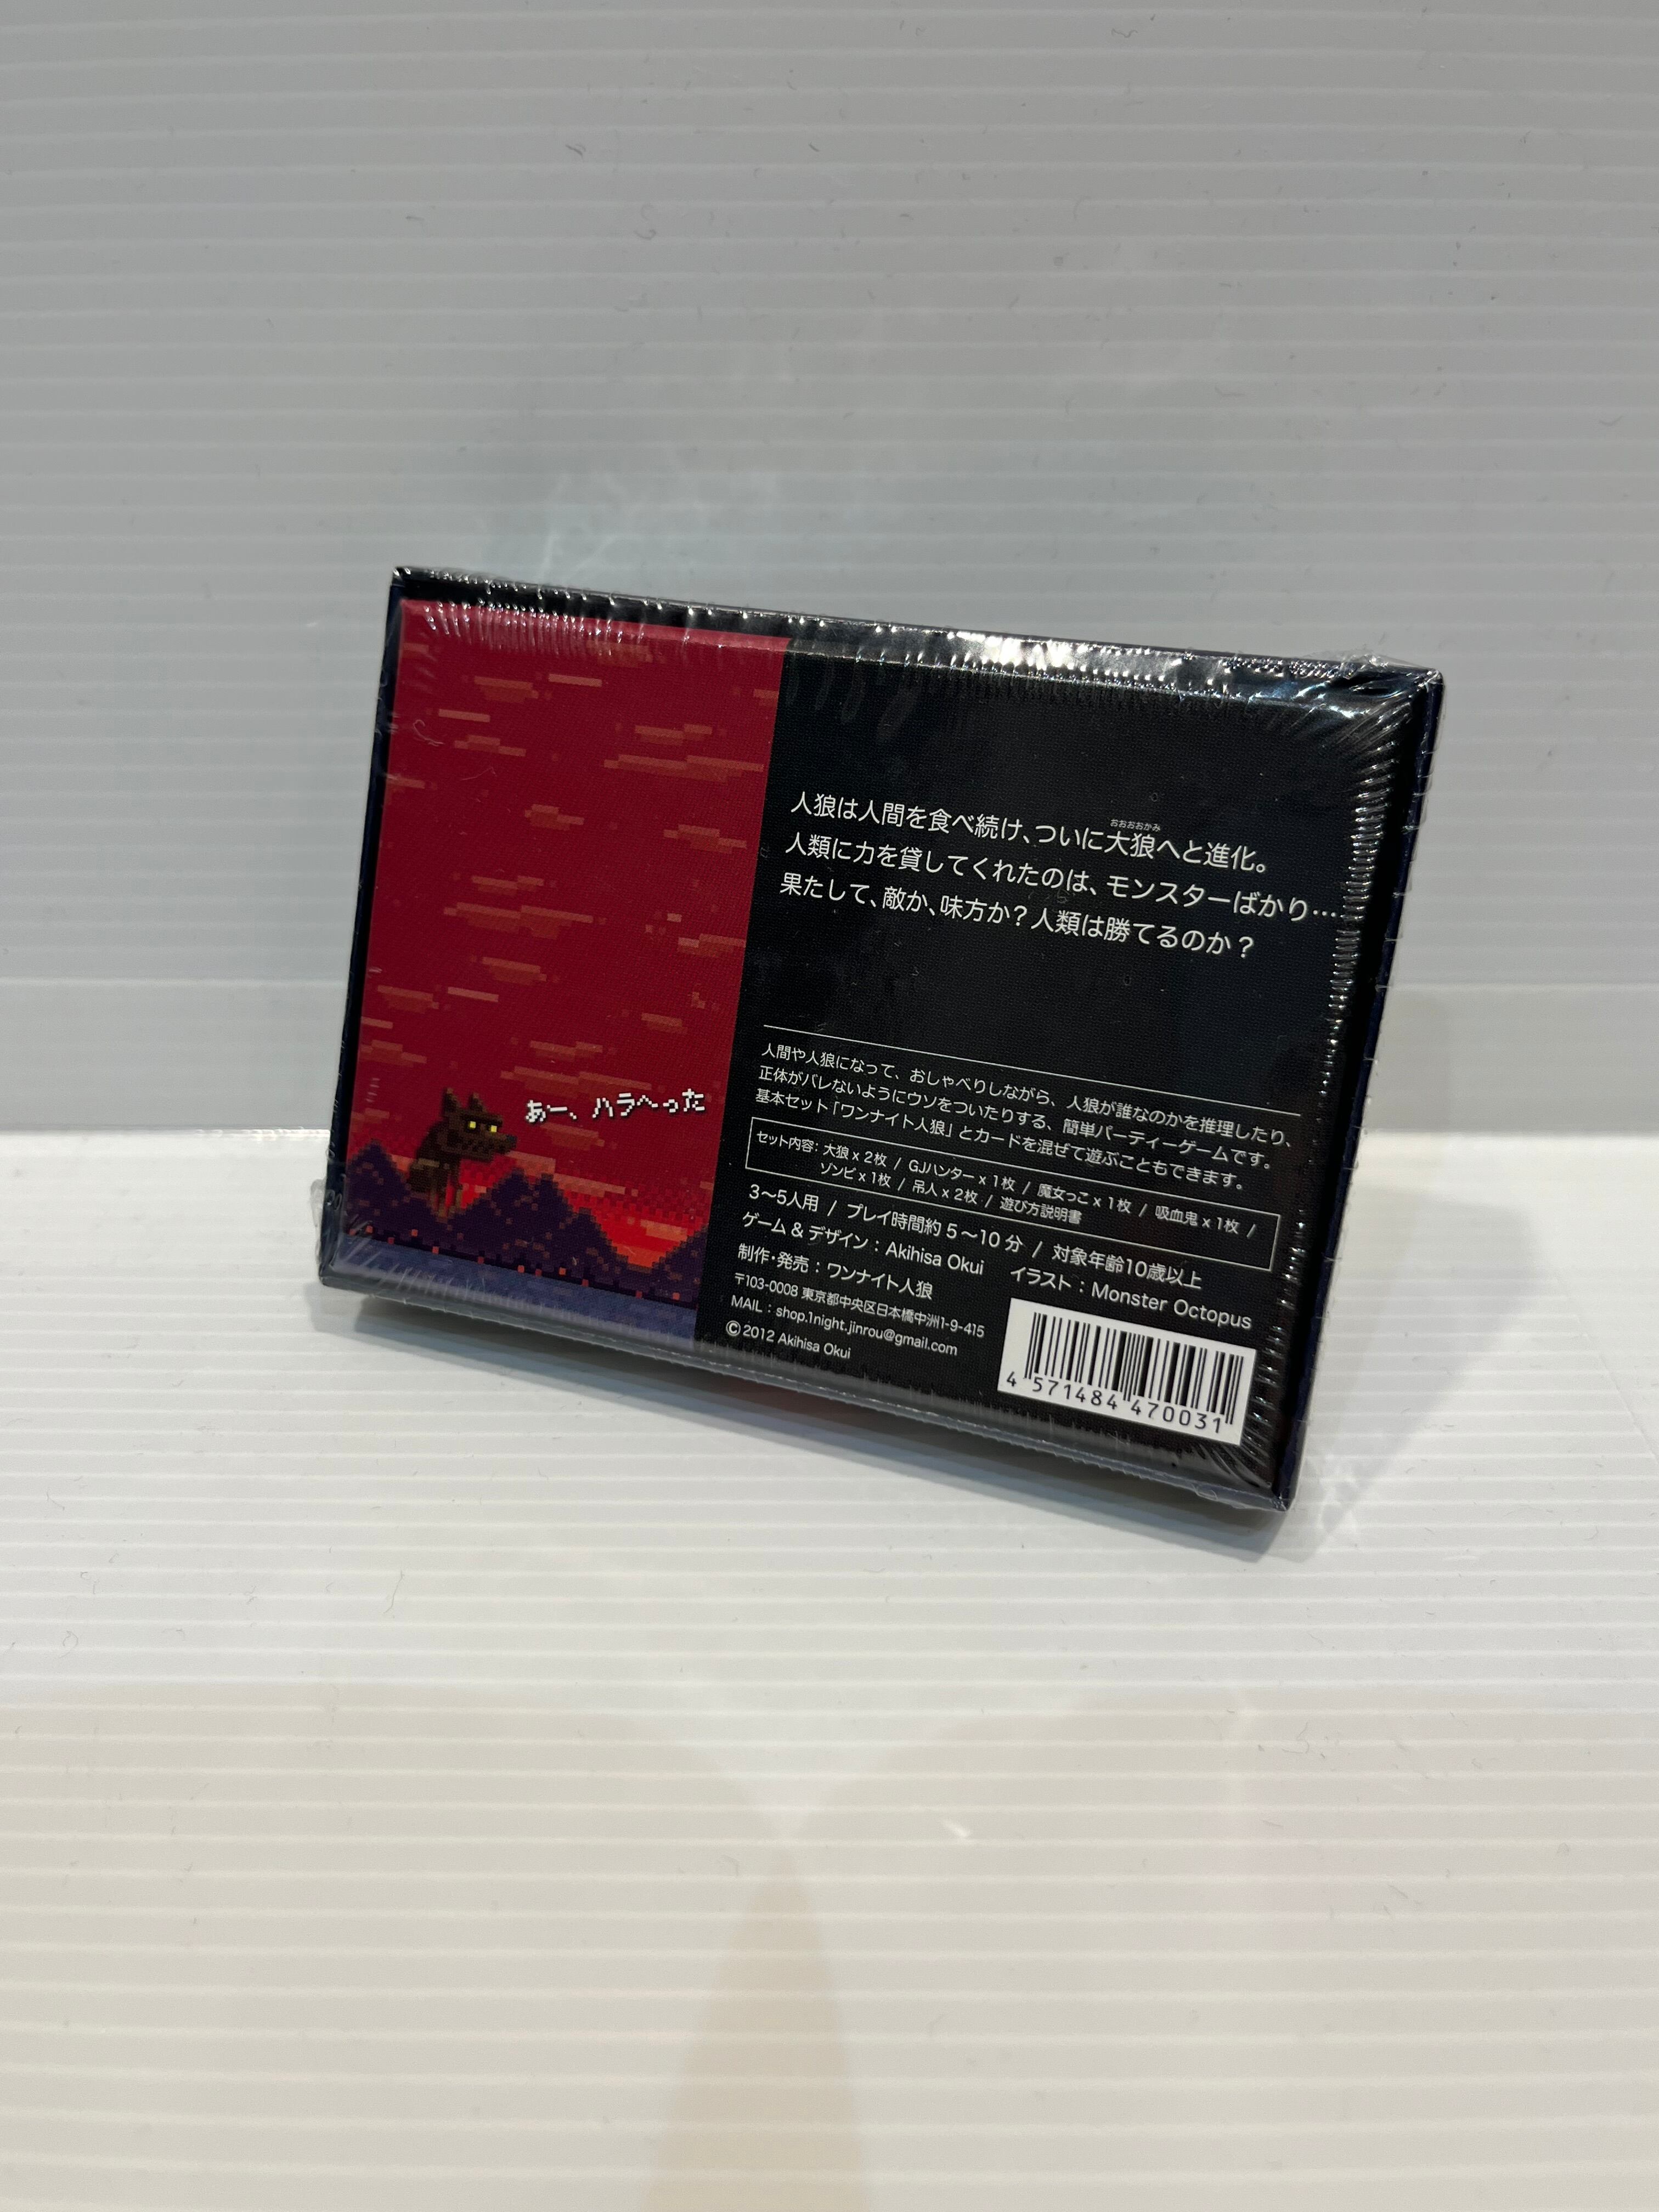 あー、ハラへった
人狼は人間を食べ続け、ついに大狼へと進化。
おおおおかみ
人類に力を貸してくれたのは、モンスターばかり…
果たして、敵か、味方か？人類は勝てるのか？
人間や人狼になって、おしゃべりしながら、人狼が誰なのかを推理したり、
正体がバレないようにウソをついたりする、簡単パーティーゲームです。
基本セット「ワンナイト人狼」とカードを混ぜて遊ぶこともできます。
セット内容: 大狼 x 2枚 / GJハンター x 1枚 / 魔女っこ x 1枚 / 吸血鬼 x 1枚 /
ゾンビ x 1枚 / 吊人 x 2枚 / 遊び方説明書
3〜5人用 / プレイ時間約 5〜10 分 / 対象年齢10歳以上
ゲーム & デザイン : Akihisa Okui イラスト : Monster Octopus
制作・発売 : ワンナイト人狼
〒103-0008 東京都中央区日本橋中洲1-9-415
MAIL : shop.1night.jinrou@gmail.com
© 2012 Akihisa Okui
4 571484 470031